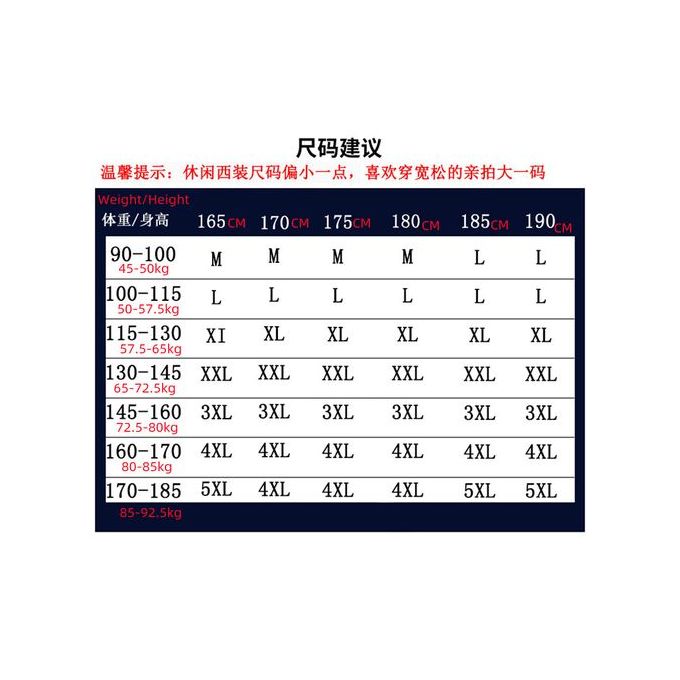 尺码建议
温馨提示：休闲西装尺码偏小一点，喜欢穿宽松的亲拍大一码
Weight/Height
体重/身高 165CM 170CM 175CM 180CM 185CM 190CM
90-100 M M M M L L
45-50kg
100-115 L L L L L L
50-57.5kg
115-130 XI XL XL XL XL XL
57.5-65kg
130-145 XXL XXL XXL XXL XXL XXL
65-72.5kg
145-160 3XL 3XL 3XL 3XL 3XL 3XL
72.5-80kg
160-170 4XL 4XL 4XL 4XL 4XL 4XL
80-85kg
170-185 5XL 4XL 4XL 4XL 5XL 5XL
85-92.5kg